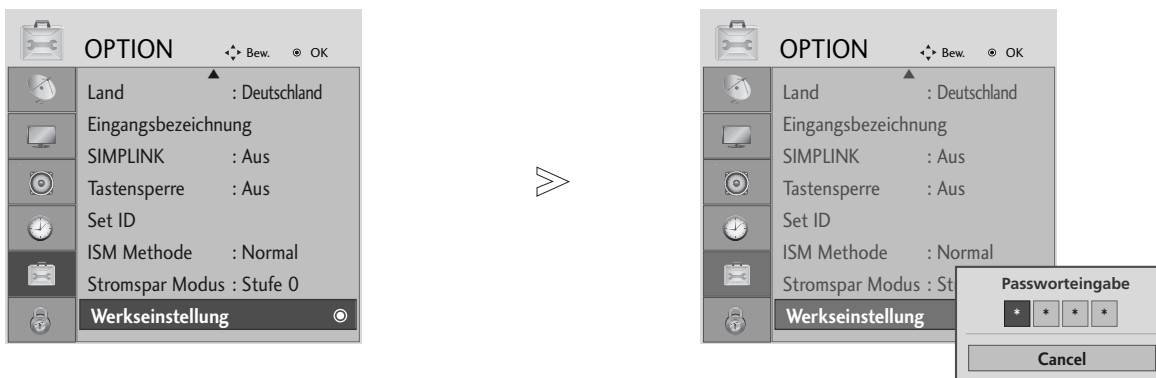 OPTION Bew. OK
Land : Deutschland
Eingangsbezeichnung
SIMPLINK : Aus
Tastensperre : Aus
Set ID
ISM Methode : Normal
Stromspar Modus : Stufe 0
Werkseinstellung
OPTION Bew. OK
Land : Deutschland
Eingangsbezeichnung
SIMPLINK : Aus
Tastensperre : Aus
Set ID
ISM Methode : Normal
Stromspar Modus : St
Werkseinstellung
Passworteingabe
* * * *
Cancel